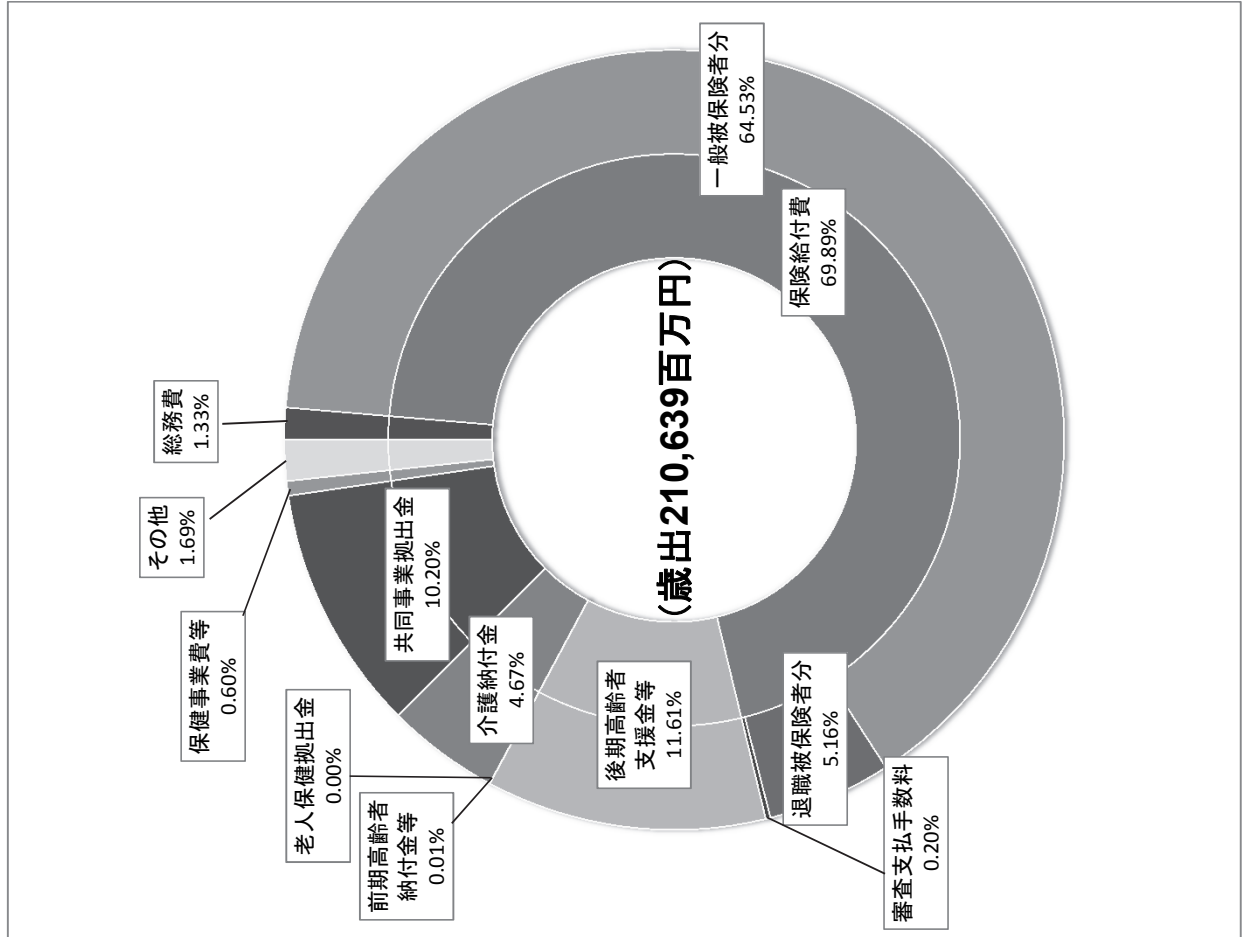 総務費
1.33%
一般被保険者分
64.53%
保険給付費
69.89%
退職被保険者分
5.16%
審査支払手数料
0.20%
後期高齢者
支援金等
11.61%
前期高齢者
納付金等
0.01%
老人保健拠出金
0.00%
介護納付金
4.67%
共同事業拠出金
10.20%
保健事業費等
0.60%
その他
1.69%
(歳出210,639百万円)